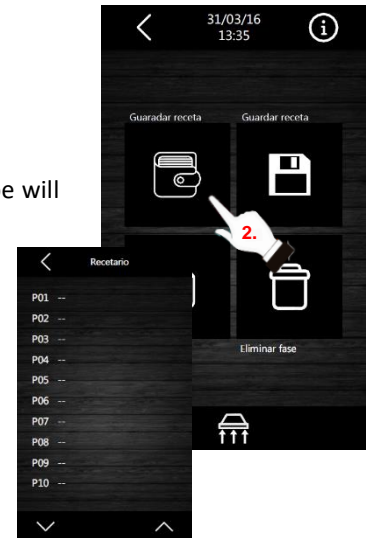 31/03/16
13:35
i
Guaradar receta
Guardar receta
e will
2.
Recetario
Eliminar fase
P01 --
P02 --
P03 --
P04 --
P05 --
P06 --
P07 --
P08 --
P09 --
P10 --